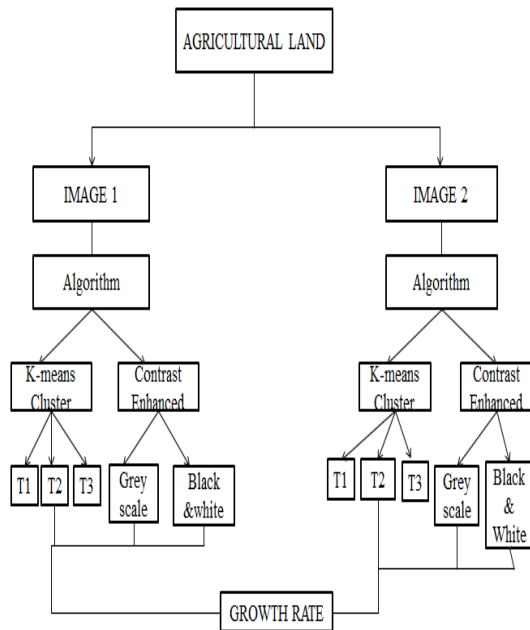 AGRICULTURAL LAND
IMAGE 1
IMAGE 2
Algorithm
Algorithm
K-means
Cluster
Contrast
Enhanced
K-means
Cluster
Contrast
Enhanced
T1
T2
T3
Grey
scale
Black
&white
T1
T2
T3
Grey
scale
Black
&
White
GROWTH RATE